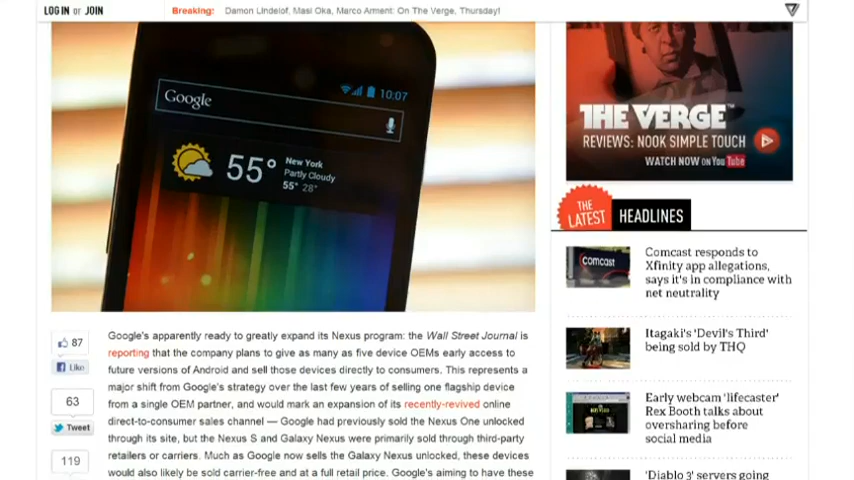 LOG IN or JOIN
Breaking: Damon Lindelof, Masi Oka, Marco Arment: On The Verge, Thursday!
10:07
Google
55°
New York
Partly Cloudy
55° 28°
THE VERGE™
REVIEWS: NOOK SIMPLE TOUCH
WATCH NOW ON YouTube
THE LATEST
HEADLINES
Comcast
Comcast responds to
Xfinity app allegations,
says it's in compliance with
net neutrality
Itagaki's 'Devil's Third'
being sold by THQ
Early webcam 'lifecaster'
Rex Booth talks about
oversharing before
social media
'Diablo 3' servers going
87
Like
63
Tweet
119
Google's apparently ready to greatly expand its Nexus program: the Wall Street Journal is
reporting that the company plans to give as many as five device OEMs early access to
future versions of Android and sell those devices directly to consumers. This represents a
major shift from Google's strategy over the last few years of selling one flagship device
from a single OEM partner, and would mark an expansion of its recently-revived online
direct-to-consumer sales channel — Google had previously sold the Nexus One unlocked
through its site, but the Nexus S and Galaxy Nexus were primarily sold through third-party
retailers or carriers. Much as Google now sells the Galaxy Nexus unlocked, these devices
would also likely be sold carrier-free and at a full retail price. Google's aiming to have these